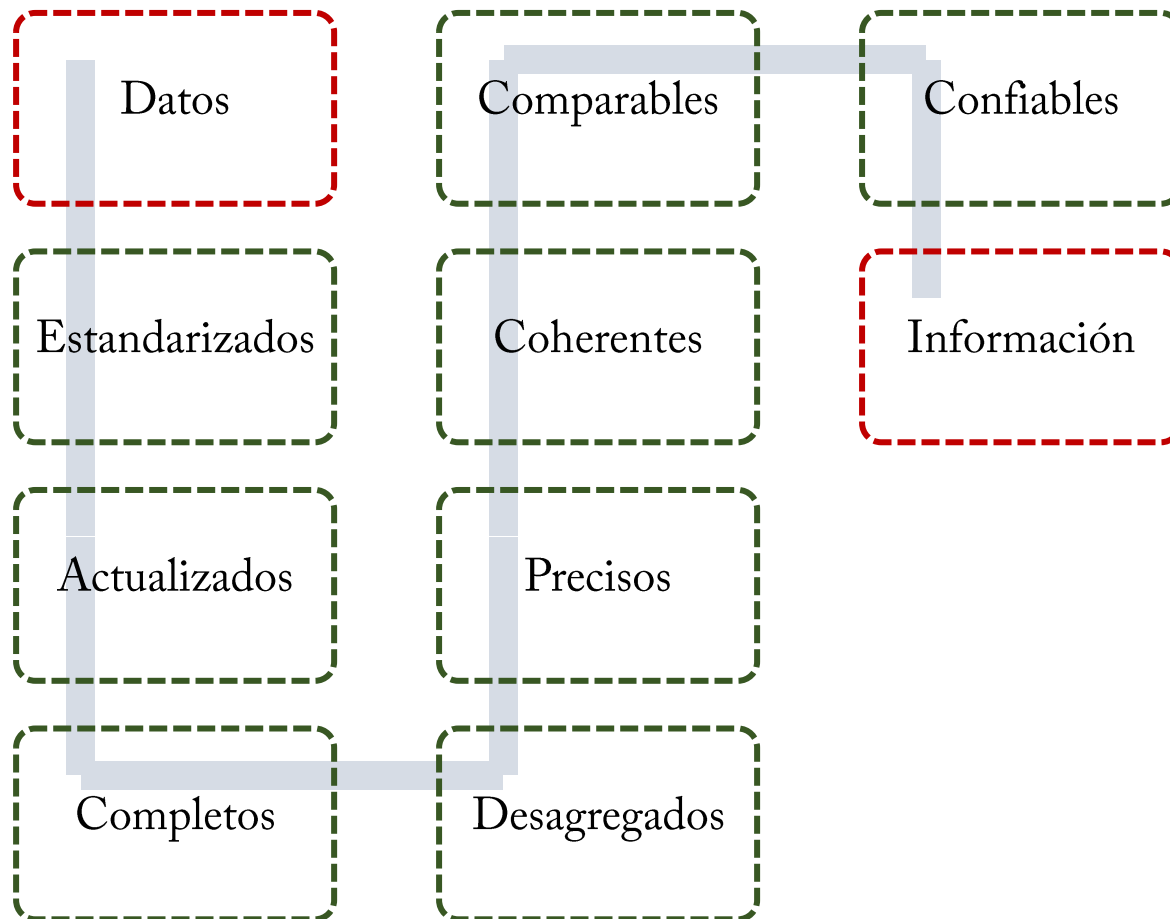 Datos
Estandarizados
Actualizados
Completos
Desagregados
Precisos
Coherentes
Comparables
Confiables
Información